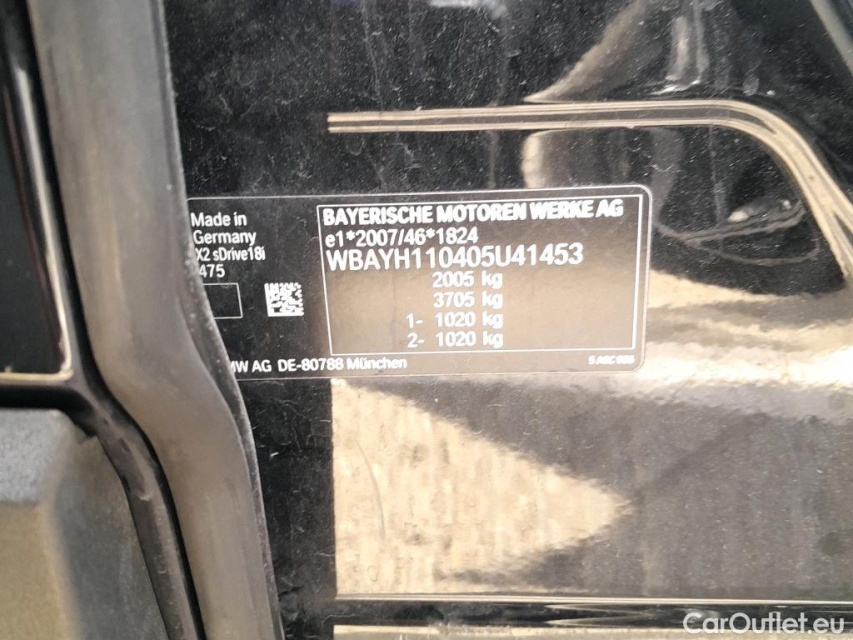 Made in
Germany
X2 sDrive18i
475
BAYERISCHE MOTOREN WERKE AG
e1*2007/46*1824
WBAYH110405U41453
2005 kg
3705 kg
1- 1020 kg
2- 1020 kg
MW AG DE-80788 München
CarOutlet.eu